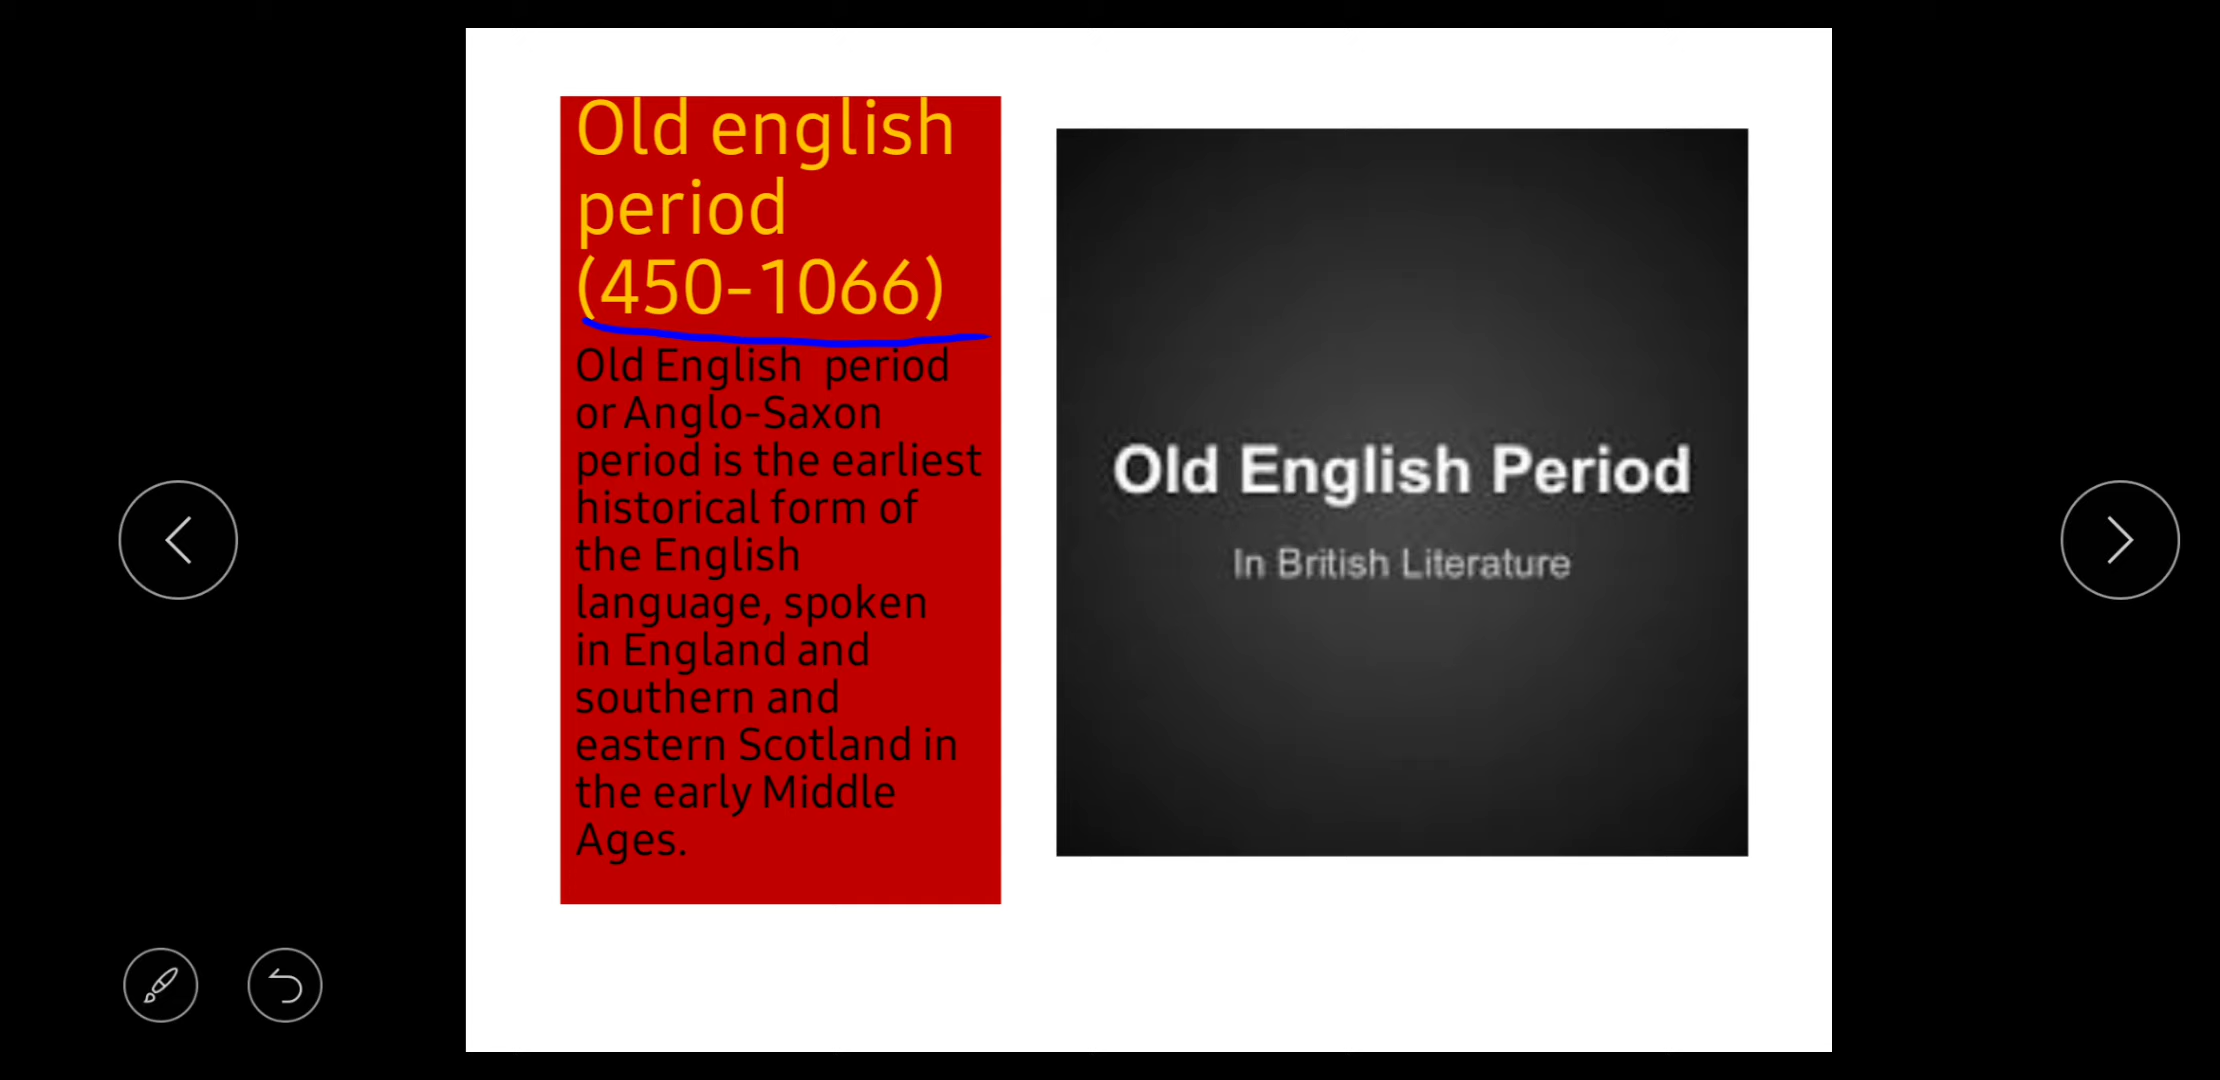 Old english
period
(450-1066)
Old English  period
or Anglo-Saxon
period is the earliest
historical form of
the English
language, spoken
in England and
southern and
eastern Scotland in
the early Middle
Ages.
Old English Period
In British Literature